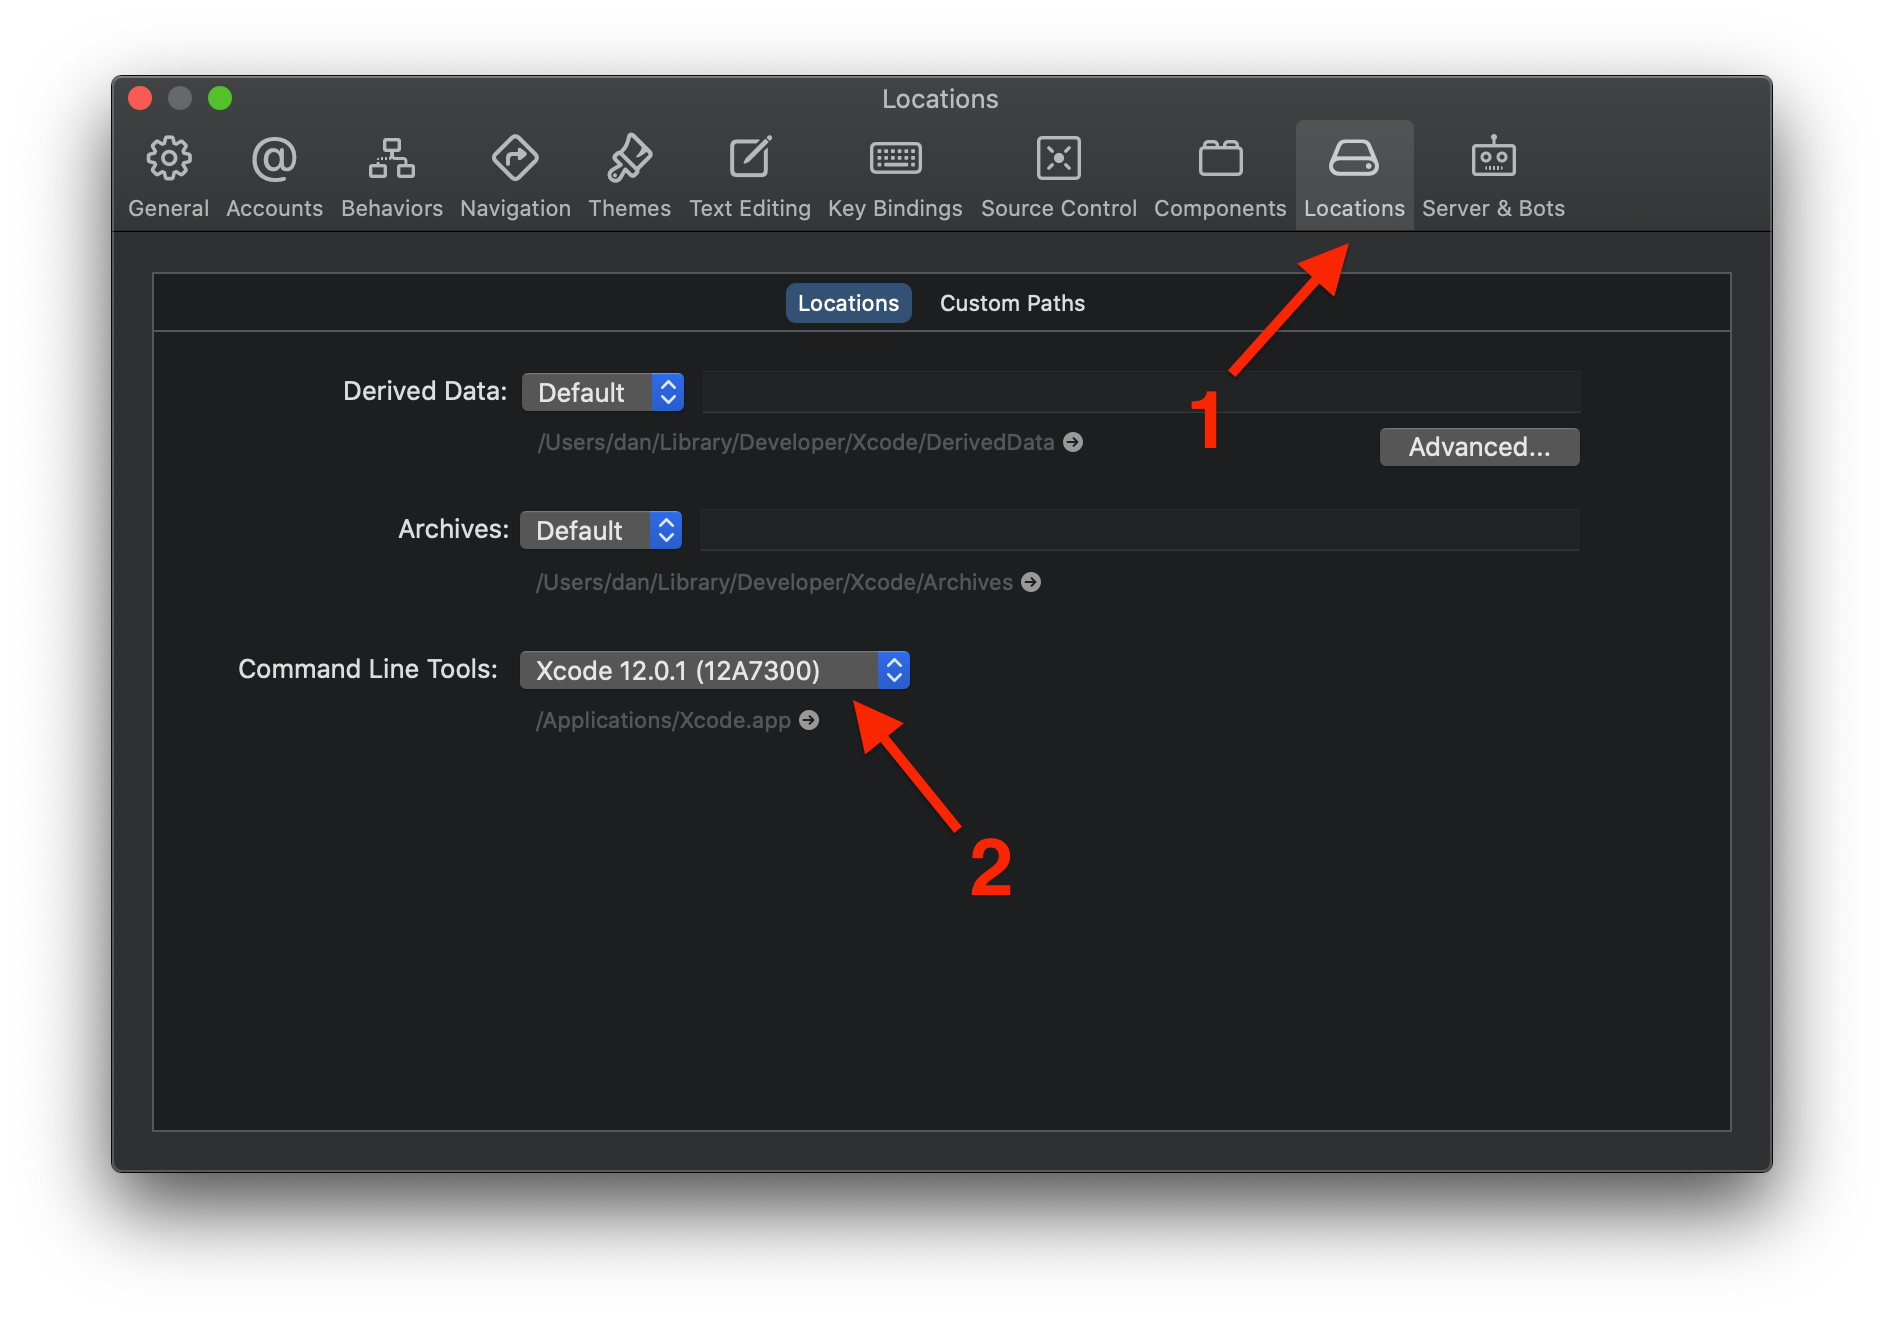 Locations
General Accounts Behaviors Navigation Themes Text Editing Key Bindings Source Control Components Locations Server & Bots
Locations Custom Paths
Derived Data: Default
/Users/dan/Library/Developer/Xcode/DerivedData
1
Advanced...
Archives: Default
/Users/dan/Library/Developer/Xcode/Archives
Command Line Tools: Xcode 12.0.1 (12A7300)
/Applications/Xcode.app
2